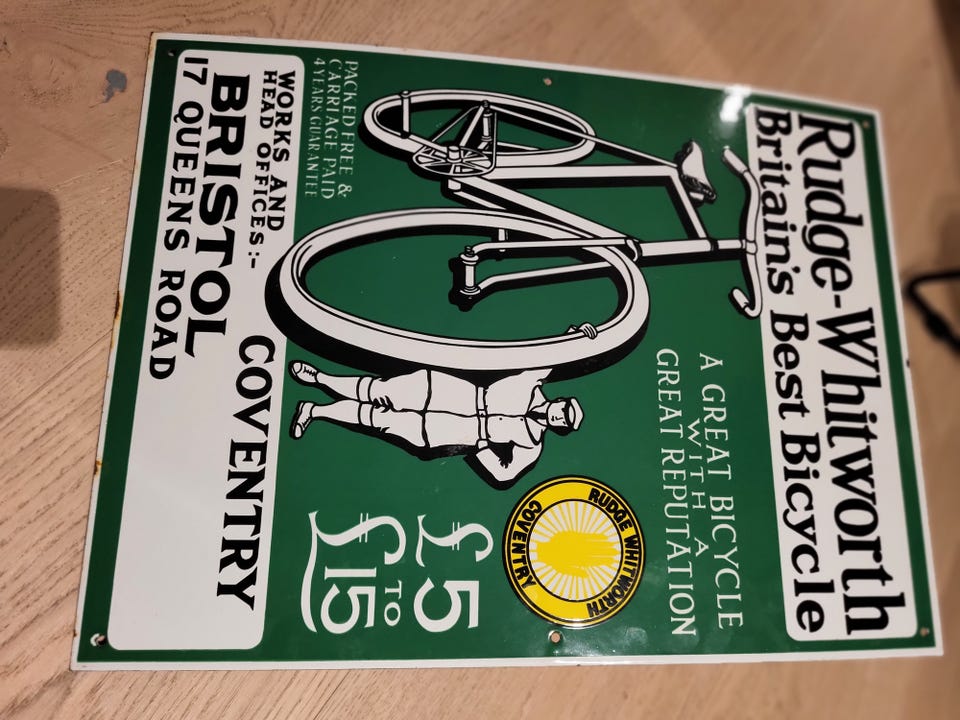 Rudge-Whitworth
Britain's Best Bicycle
A GREAT BICYCLE
WITH A
GREAT REPUTATION
RUDGE WHITWORTH
COVENTRY
£5
TO
£15
PACKED FREE &
CARRIAGE PAID
4 YEARS GUARANTEE
WORKS AND
HEAD OFFICES:-
COVENTRY
BRISTOL
17 QUEENS ROAD